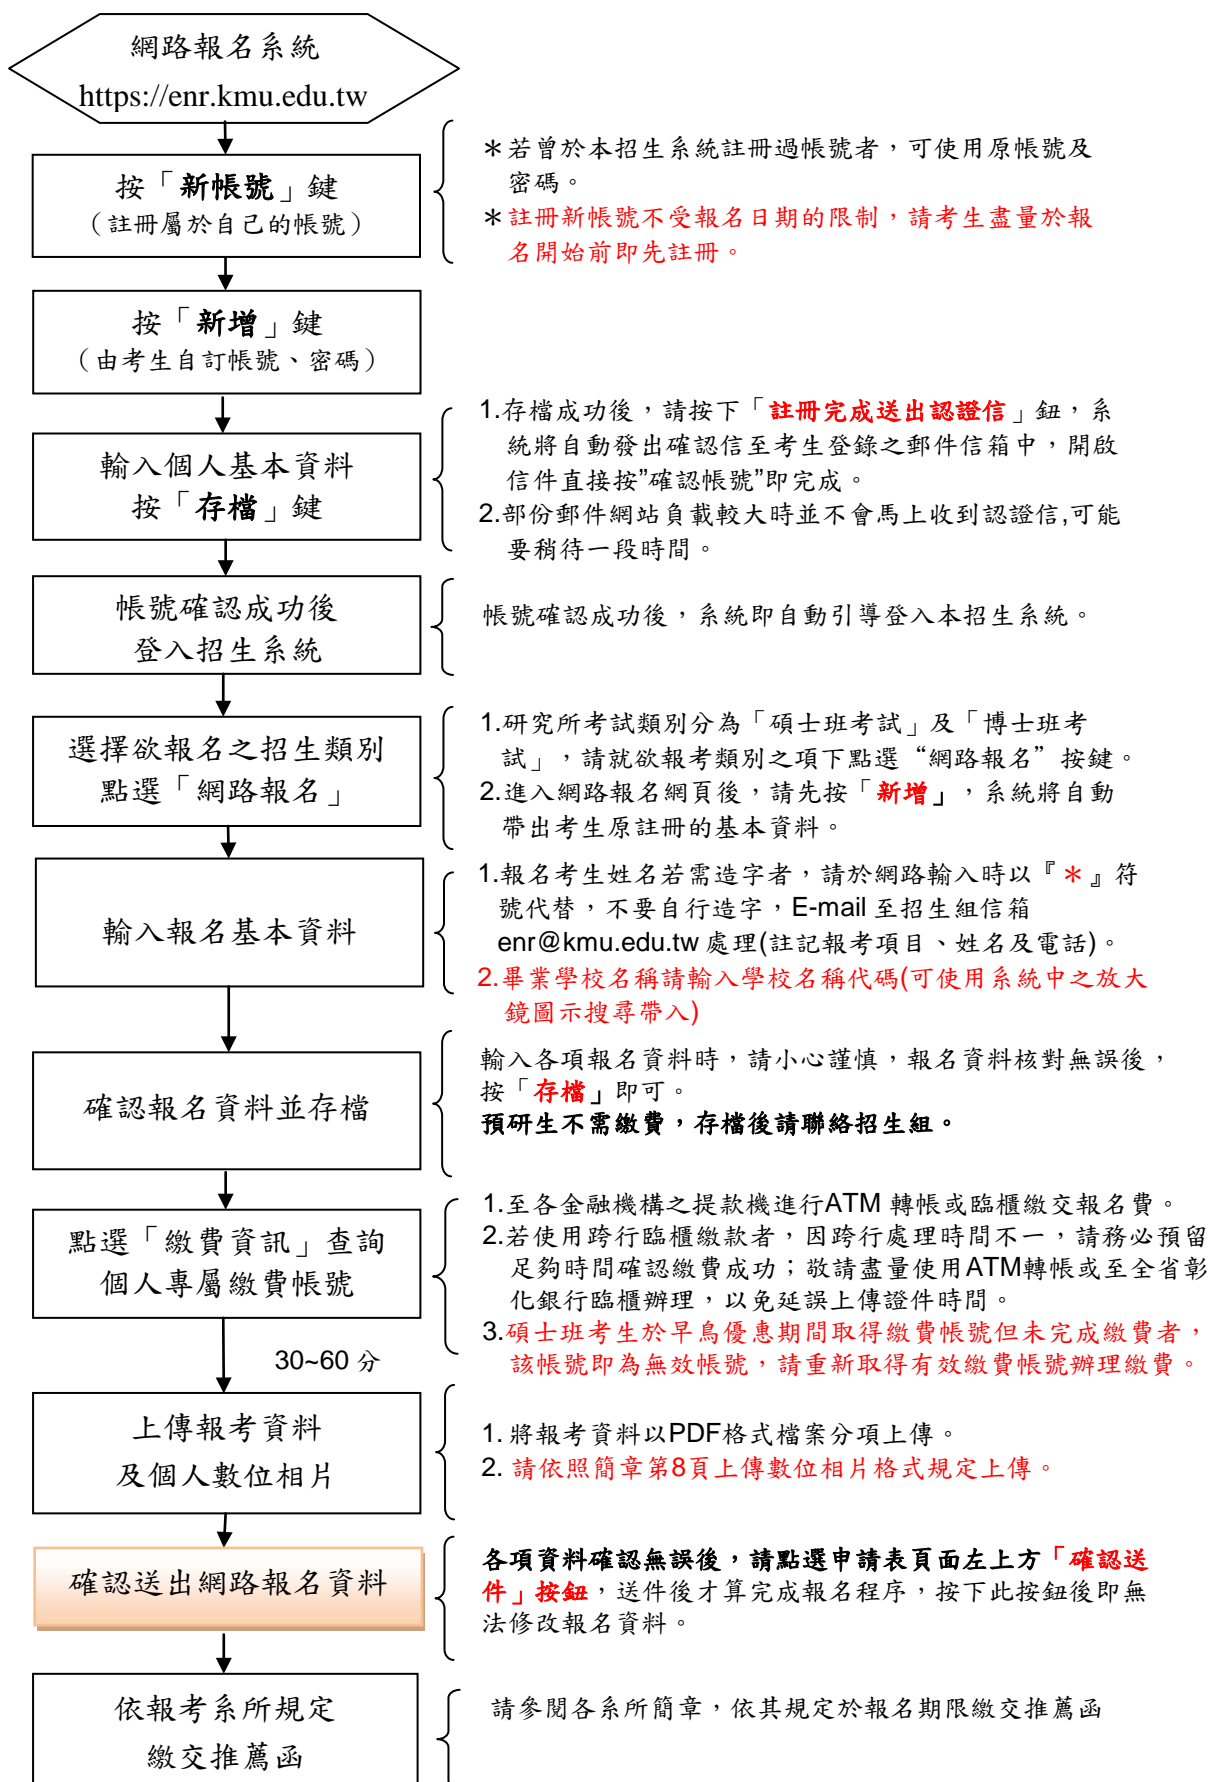 網路報名系統
https://enr.kmu.edu.tw
按「新帳號」鍵
（註冊屬於自己的帳號）
＊若曾於本招生系統註冊過帳號者，可使用原帳號及
密碼。
＊註冊新帳號不受報名日期的限制，請考生盡量於報
名開始前即先註冊。
按「新增」鍵
（由考生自訂帳號、密碼）
輸入個人基本資料
按「存檔」鍵
1.存檔成功後，請按下「註冊完成送出認證信」鈕，系
統將自動發出確認信至考生登錄之郵件信箱中，開啟
信件直接按”確認帳號”即完成。
2.部份郵件網站負載較大時並不會馬上收到認證信,可能
要稍待一段時間。
帳號確認成功後
登入招生系統
帳號確認成功後，系統即自動引導登入本招生系統。
選擇欲報名之招生類別
點選「網路報名」
1.研究所考試類別分為「碩士班考試」及「博士班考
試」，請就欲報考類別之項下點選“網路報名”按鍵。
2.進入網路報名網頁後，請先按「新增」，系統將自動
帶出考生原註冊的基本資料。
輸入報名基本資料
1.報名考生姓名若需造字者，請於網路輸入時以『＊』符
號代替，不要自行造字，E-mail 至招生組信箱
enr@kmu.edu.tw 處理(註記報考項目、姓名及電話)。
2.畢業學校名稱請輸入學校名稱代碼(可使用系統中之放大
鏡圖示搜尋帶入)
確認報名資料並存檔
輸入各項報名資料時，請小心謹慎，報名資料核對無誤後，
按「存檔」即可。
預研生不需繳費，存檔後請聯絡招生組。
點選「繳費資訊」查詢
個人專屬繳費帳號
1.至各金融機構之提款機進行ATM 轉帳或臨櫃繳交報名費。
2.若使用跨行臨櫃繳款者，因跨行處理時間不一，請務必預留
足夠時間確認繳費成功；敬請盡量使用ATM轉帳或至全省彰
化銀行臨櫃辦理，以免延誤上傳證件時間。
3.碩士班考生於早鳥優惠期間取得繳費帳號但未完成繳費者，
該帳號即為無效帳號，請重新取得有效繳費帳號辦理繳費。
30~60 分
上傳報考資料
及個人數位相片
1. 將報考資料以PDF格式檔案分項上傳。
2. 請依照簡章第8頁上傳數位相片格式規定上傳。
確認送出網路報名資料
各項資料確認無誤後，請點選申請表頁面左上方「確認送
件」按鈕，送件後才算完成報名程序，按下此按鈕後即無
法修改報名資料。
依報考系所規定
繳交推薦函
請參閱各系所簡章，依其規定於報名期限繳交推薦函